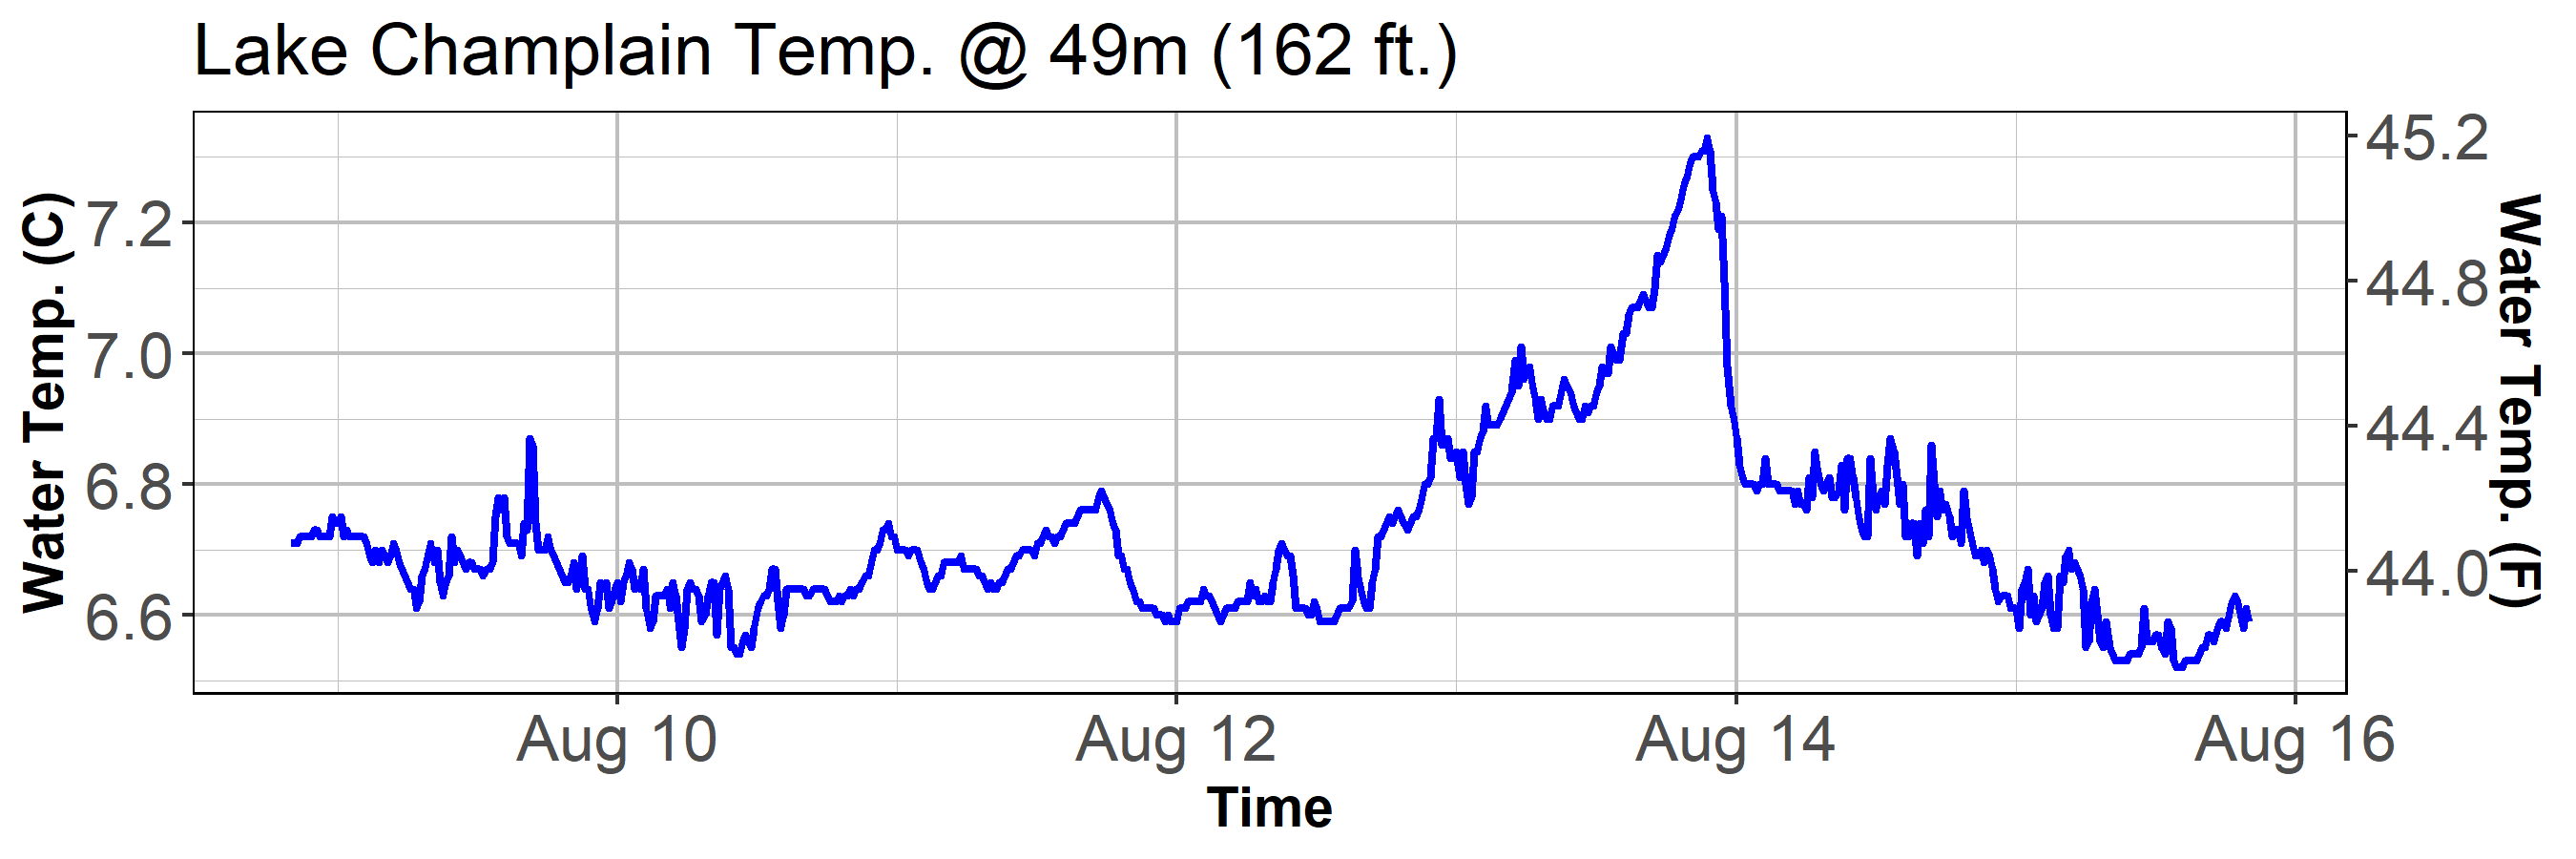 Lake Champlain Temp. @ 49m (162 ft.)
Water Temp. (C)
7.2
7.0
6.8
6.6
45.2
44.8
44.4
44.0
Water Temp. (F)
Aug 10 Aug 12 Aug 14 Aug 16
Time